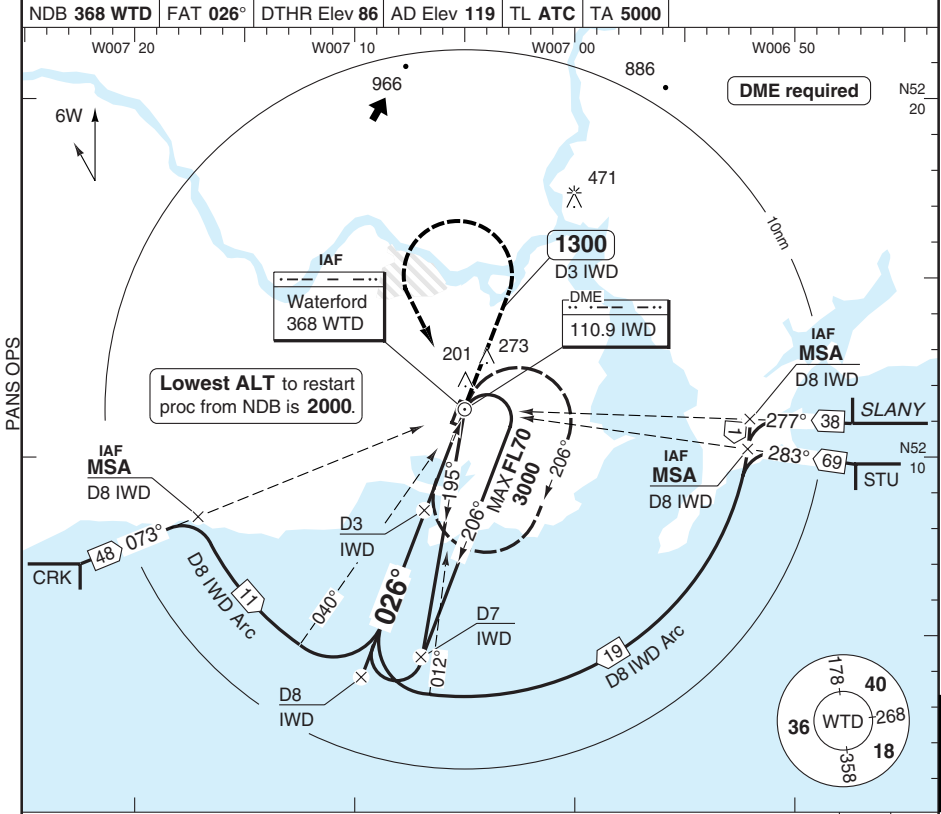 NDB 368 WTD FAT 026° DTHR Elev 86 AD Elev 119 TL ATC TA 5000
W007 20 W007 10 W007 00 W006 50
966
886
DME required
N52
20
6W
471
10nm
1300
D3 IWD
IAF
Waterford
368 WTD
DME
110.9 IWD
273
201
PANS OPS
Lowest ALT to restart
proc from NDB is 2000.
IAF
MSA
D8 IWD
277° 38 SLANY
1
283° 69 STU
N52
10
IAF
MSA
D8 IWD
IAF
MSA
D8 IWD
MAX FL70
3000
206°
195°
206°
D3
IWD
48 073°
CRK
D8 IWD Arc
11
040°
026°
D7
IWD
012°
19
D8 IWD Arc
D8
IWD
178
40
36
WTD
268
18
358